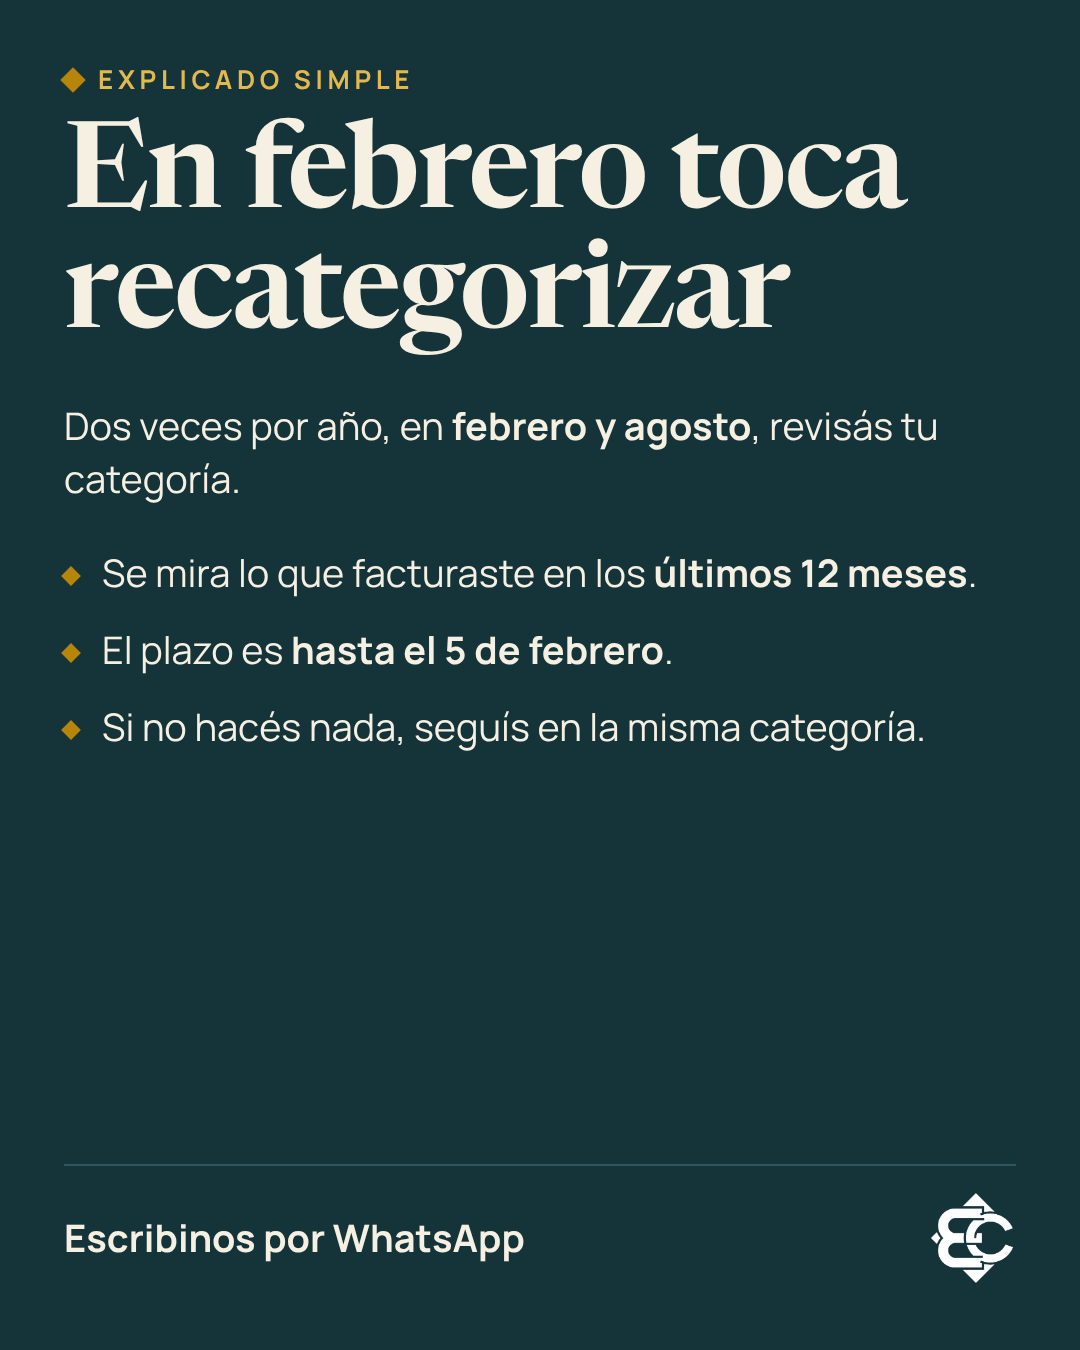 EXPLICADO SIMPLE
En febrero toca
recategorizar
Dos veces por año, en febrero y agosto, revisás tu
categoría.
Se mira lo que facturaste en los últimos 12 meses.
El plazo es hasta el 5 de febrero.
Si no hacés nada, seguís en la misma categoría.
Escribinos por WhatsApp
EC